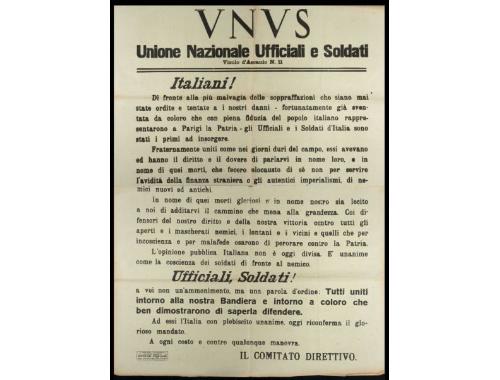 VNVS
Unione Nazionale Ufficiali e Soldati
Vicolo d'Ascanio N. 11
Italiani!
Di fronte alla più malvagia delle sopraffazioni che siano mai
state ordite e tentate a i nostri danni - fortunatamente già sven-
tata da coloro che con piena fiducia del popolo italiano rappre-
sentarono a Parigi la Patria - gli Ufficiali e i Soldati d'Italia sono
stati i primi ad insorgere.
Fraternamente uniti come nei giorni duri del campo, essi avevano
ed hanno il diritto e il dovere di parlarvi in nome loro, e in
nome di quei morti, che fecero olocausto di sè non per servire
l'avidità della finanza straniera o gli autentici imperialismi, di ne-
mici nuovi ad antichi.
In nome di quei morti gloriosi e in nome nostro sia lecito
a noi di additarvi il cammino che mena alla grandezza. Coi di-
fensori del nostro diritto e della nostra vittoria contro tutti gli
aperti e i mascherati nemici, i lontani e i vicini e quelli che per
incoscienza e per malafede osarono di perorare contro la Patria.
L'opinione pubblica Italiana non è oggi divisa. E' unanime
come la coscienza dei soldati di fronte al nemico.
Ufficiali, Soldati!
a voi non un'ammonimento, ma una parola d'ordine: Tutti uniti
intorno alla nostra Bandiera e intorno a coloro che
ben dimostrarono di saperla difendere.
Ad essi l'Italia con plebiscito unanime, oggi riconferma il glo-
rioso mandato.
A ogni costo e contro qualunque manovra.
IL COMITATO DIRETTIVO.